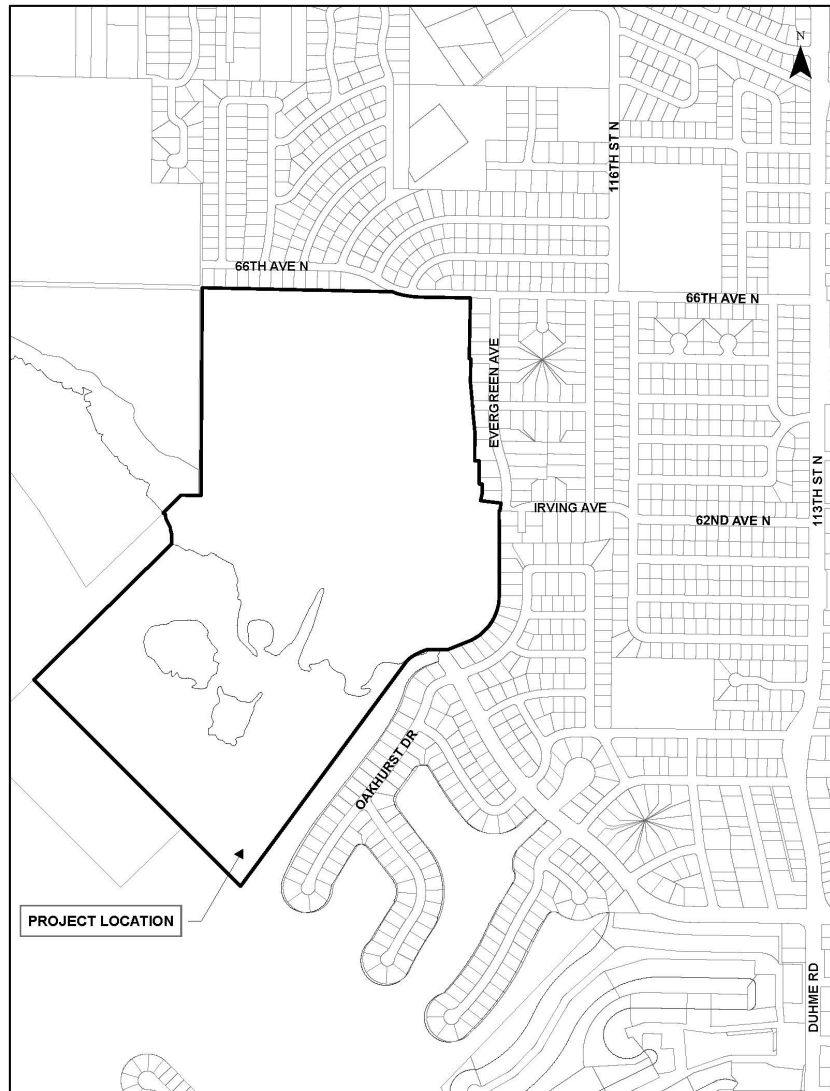 N
116TH ST N
66TH AVE N
66TH AVE N
EVERGREEN AVE
IRVING AVE
62ND AVE N
113TH ST N
OAKHURST DR
PROJECT LOCATION
DUHME RD